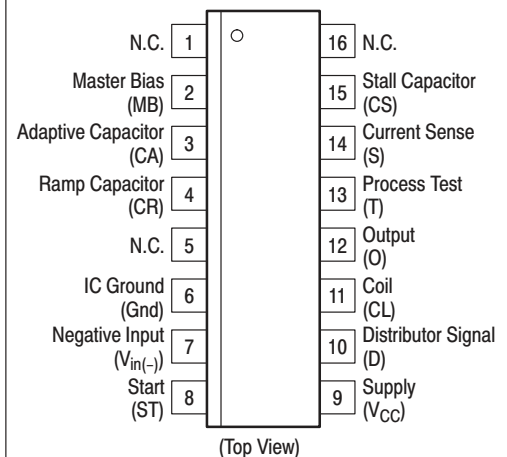 N.C. 1
16 N.C.
Master Bias
(MB) 2
15 Stall Capacitor
(CS)
Adaptive Capacitor
(CA) 3
14 Current Sense
(S)
Ramp Capacitor
(CR) 4
13 Process Test
(T)
N.C. 5
12 Output
(O)
IC Ground
(Gnd) 6
11 Coil
(CL)
Negative Input
(Vin(–)) 7
10 Distributor Signal
(D)
Start
(ST) 8
9 Supply
(VCC)
(Top View)